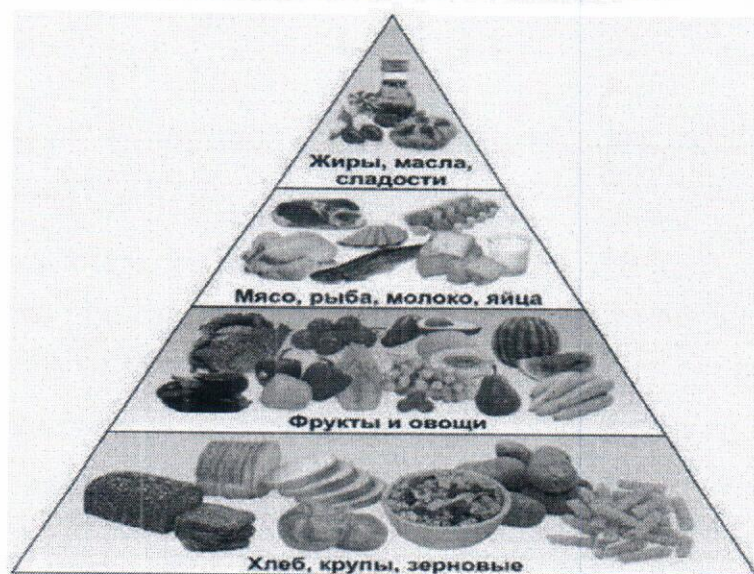 Жиры, масла,
сладости
Мясо, рыба, молоко, яйца
Фрукты и овощи
Хлеб, крупы, зерновые